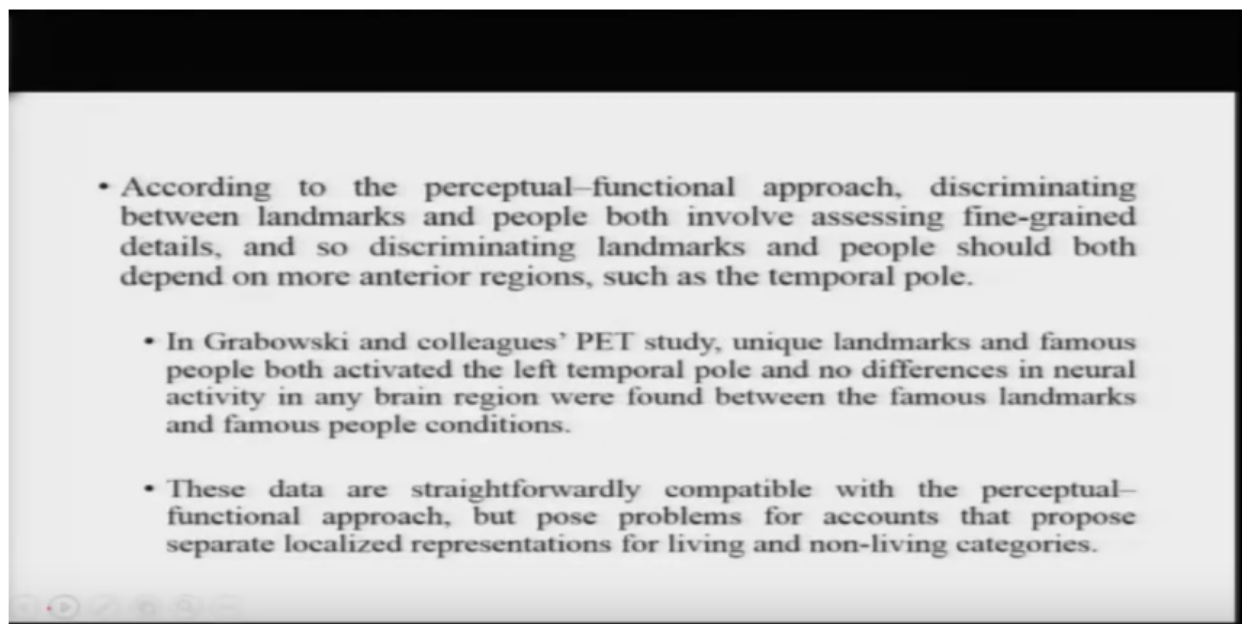 • According to the perceptual–functional approach, discriminating
between landmarks and people both involve assessing fine-grained
details, and so discriminating landmarks and people should both
depend on more anterior regions, such as the temporal pole.
• In Grabowski and colleagues’ PET study, unique landmarks and famous
people both activated the left temporal pole and no differences in neural
activity in any brain region were found between the famous landmarks
and famous people conditions.
• These data are straightforwardly compatible with the perceptual–
functional approach, but pose problems for accounts that propose
separate localized representations for living and non-living categories.